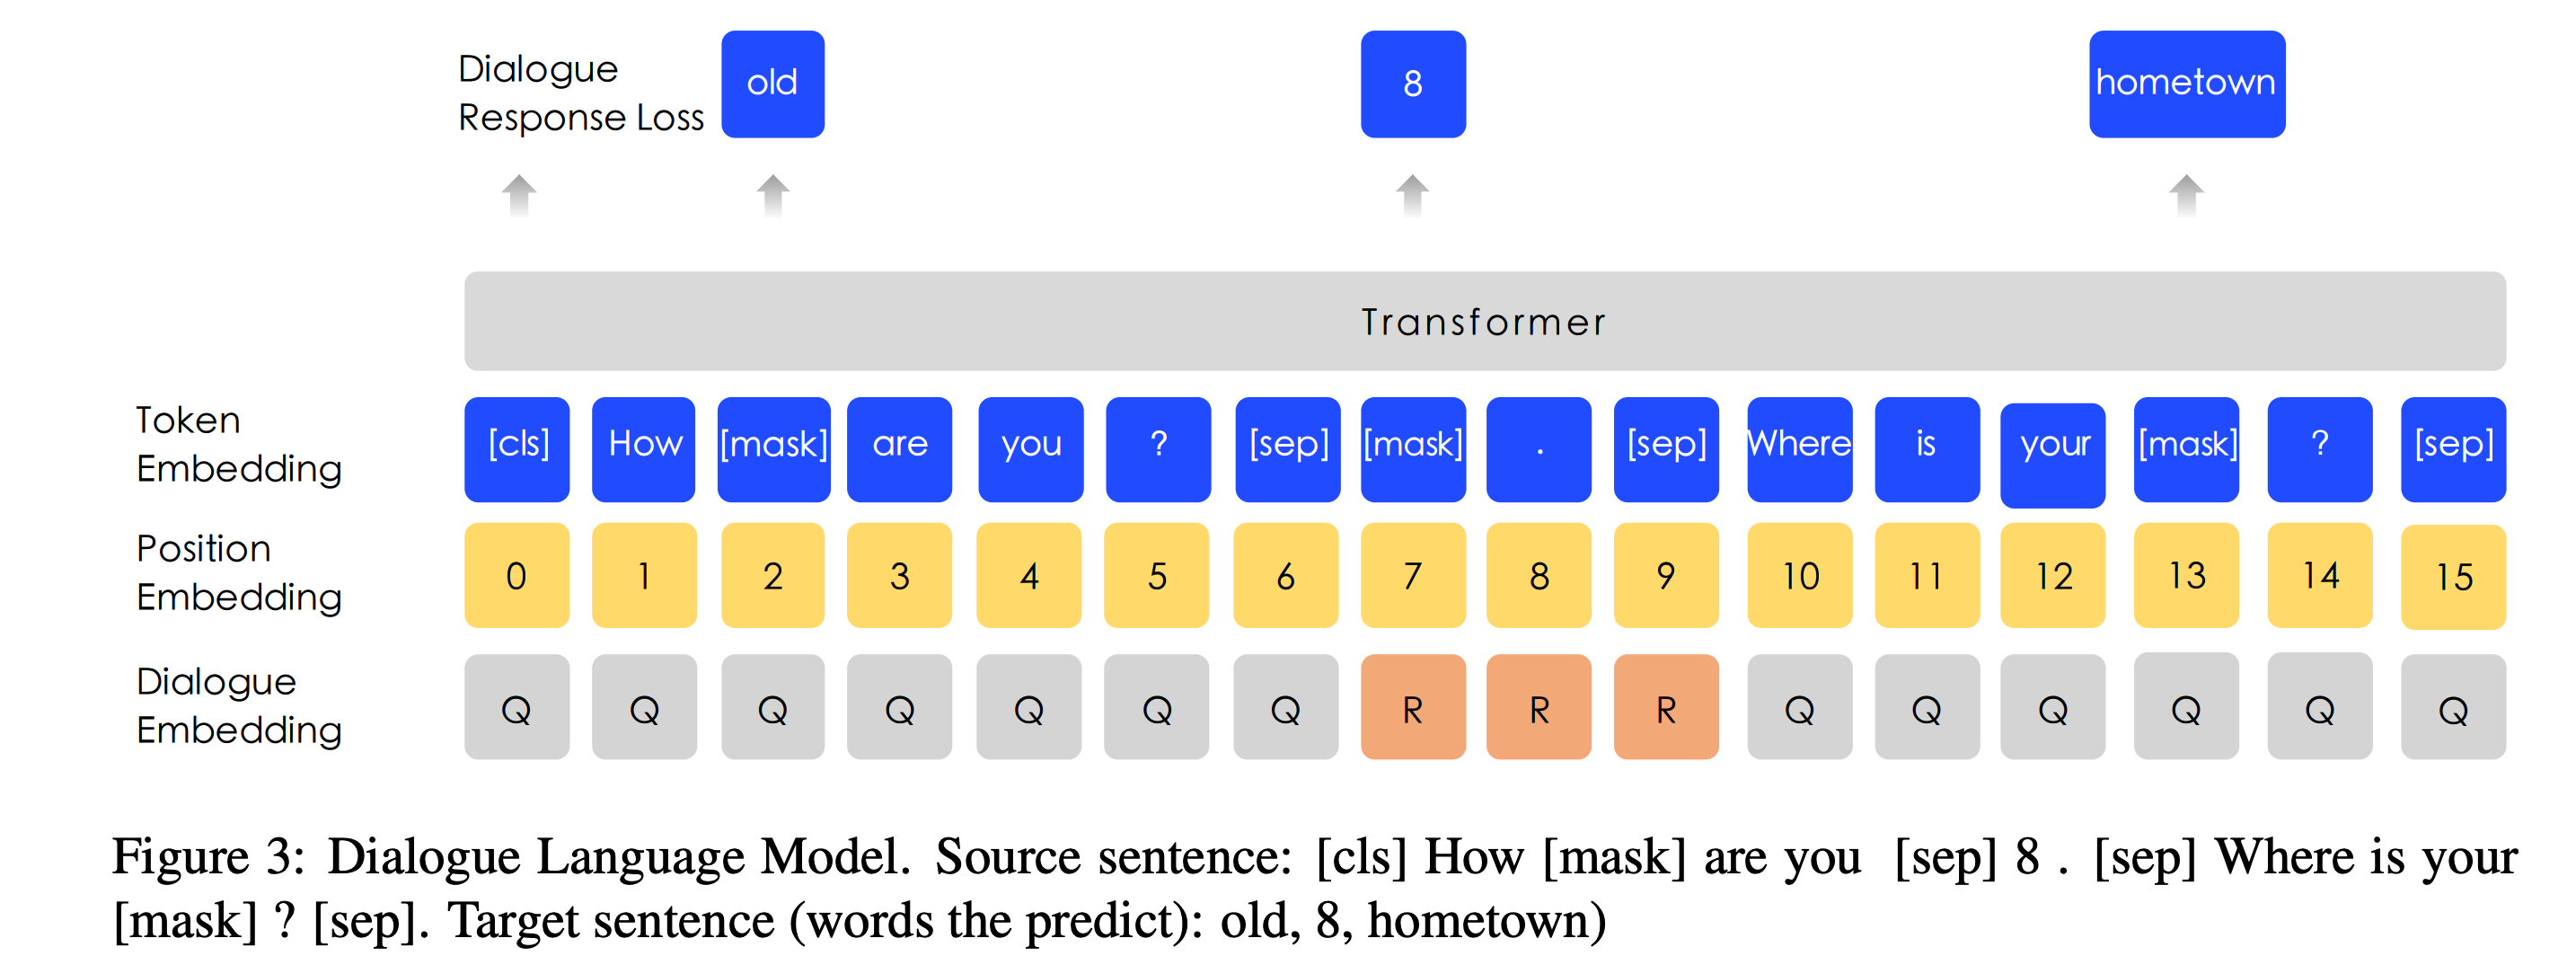 Dialogue
Response Loss
old
8
hometown
Transformer
Token
Embedding
[cls] How [mask] are you ? [sep] [mask] . [sep] Where is your [mask] ? [sep]
Position
Embedding
0 1 2 3 4 5 6 7 8 9 10 11 12 13 14 15
Dialogue
Embedding
Q Q Q Q Q Q Q R R R Q Q Q Q Q Q
Figure 3: Dialogue Language Model. Source sentence: [cls] How [mask] are you [sep] 8 . [sep] Where is your
[mask] ? [sep]. Target sentence (words the predict): old, 8, hometown)